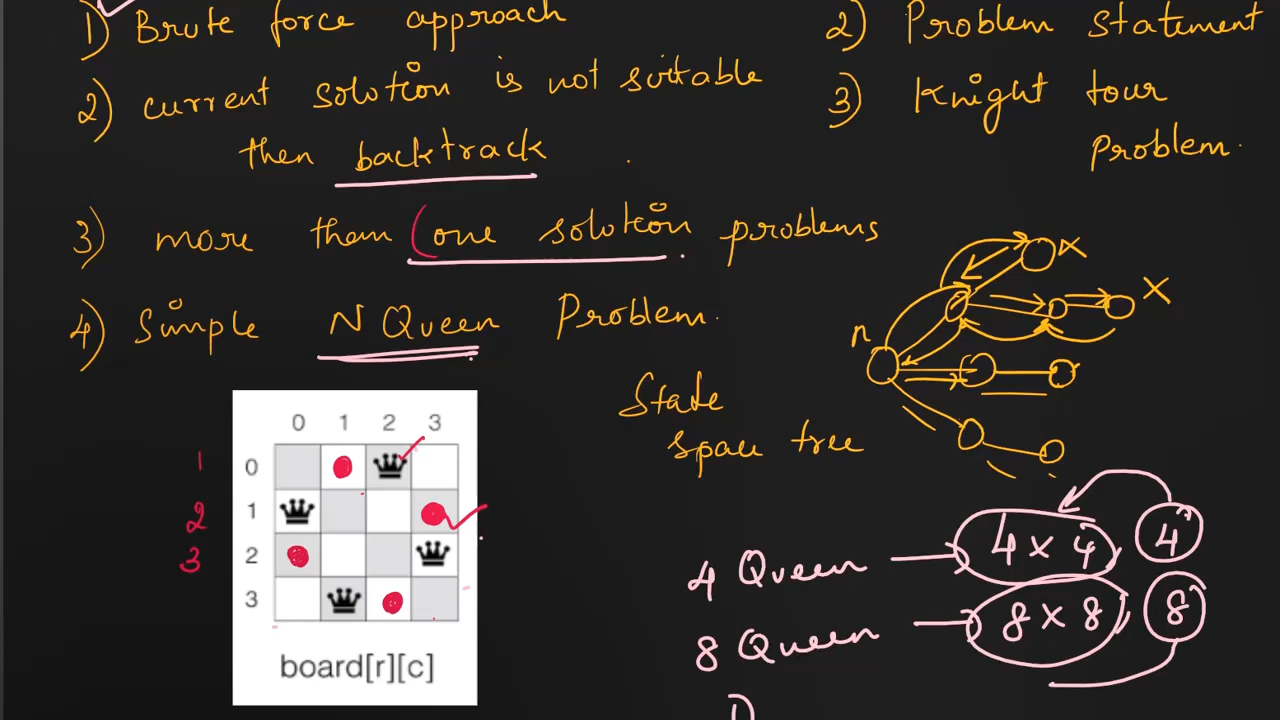 1) Brute force approach
2) current solution is not suitable
then backtrack
3) more them (one solution problems
4) Simple N Queen Problem.
2) Problem statement
3) Knight tour
Problem.
n
X
X
State
space tree
0 1 2 3
1 0
2 1
3 2
3
board[r][c]
4 Queen 4 x 4 4
8 Queen 8 x 8 8